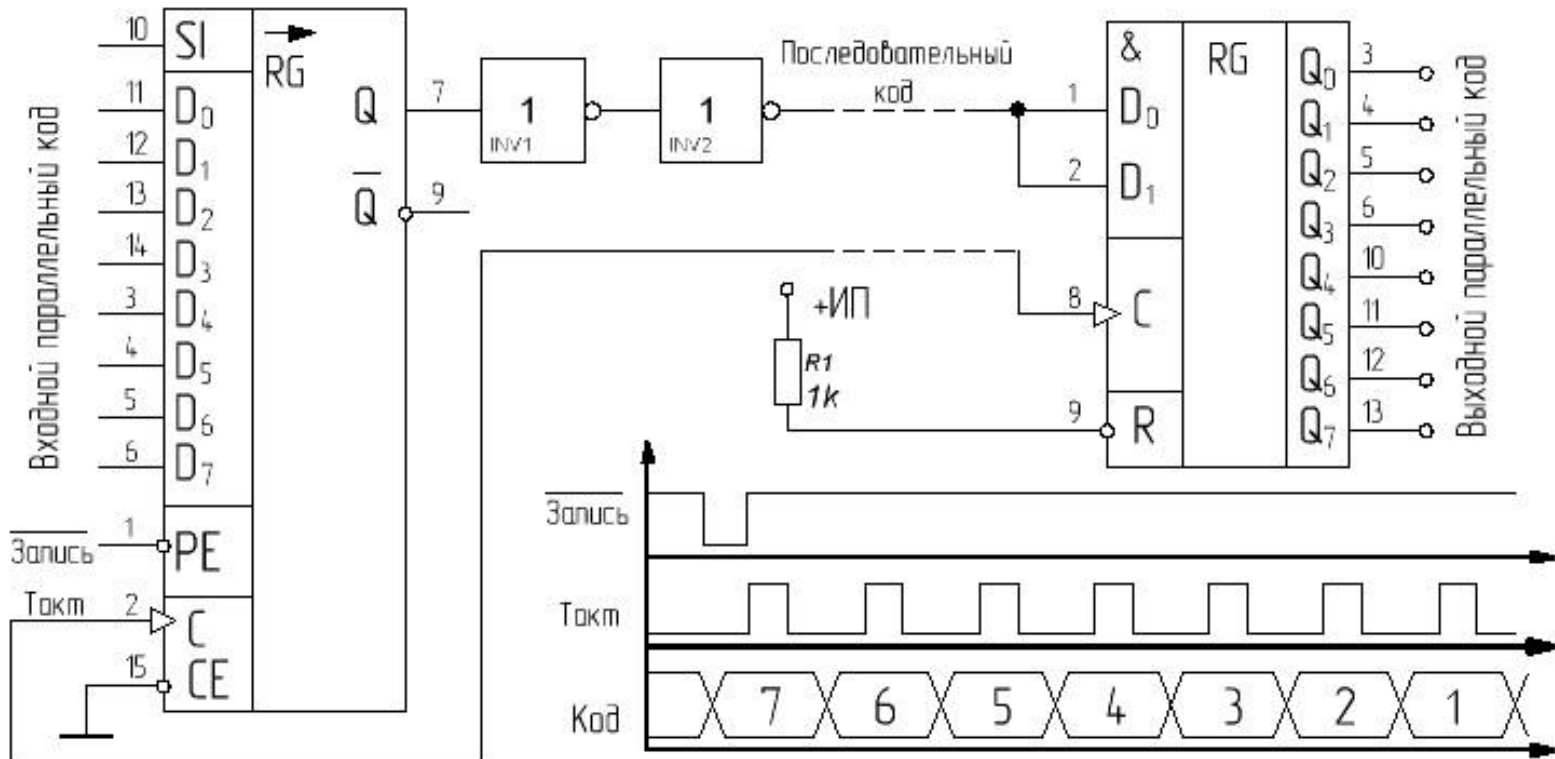 Входной параллельный код
10
11
12
13
14
3
4
5
6
SI
D0
D1
D2
D3
D4
D5
D6
D7
RG
Q
Q
7
9
Запись
1
PE
Такт
2
C
15
CE
1
INV1
1
INV2
Последовательный
код
1
2
8
9
&
D0
D1
C
R
RG
+ИП
R1
1k
Q0
Q1
Q2
Q3
Q4
Q5
Q6
Q7
3
4
5
6
10
11
12
13
Выходной параллельный код
Запись
Такт
Код
7 6 5 4 3 2 1